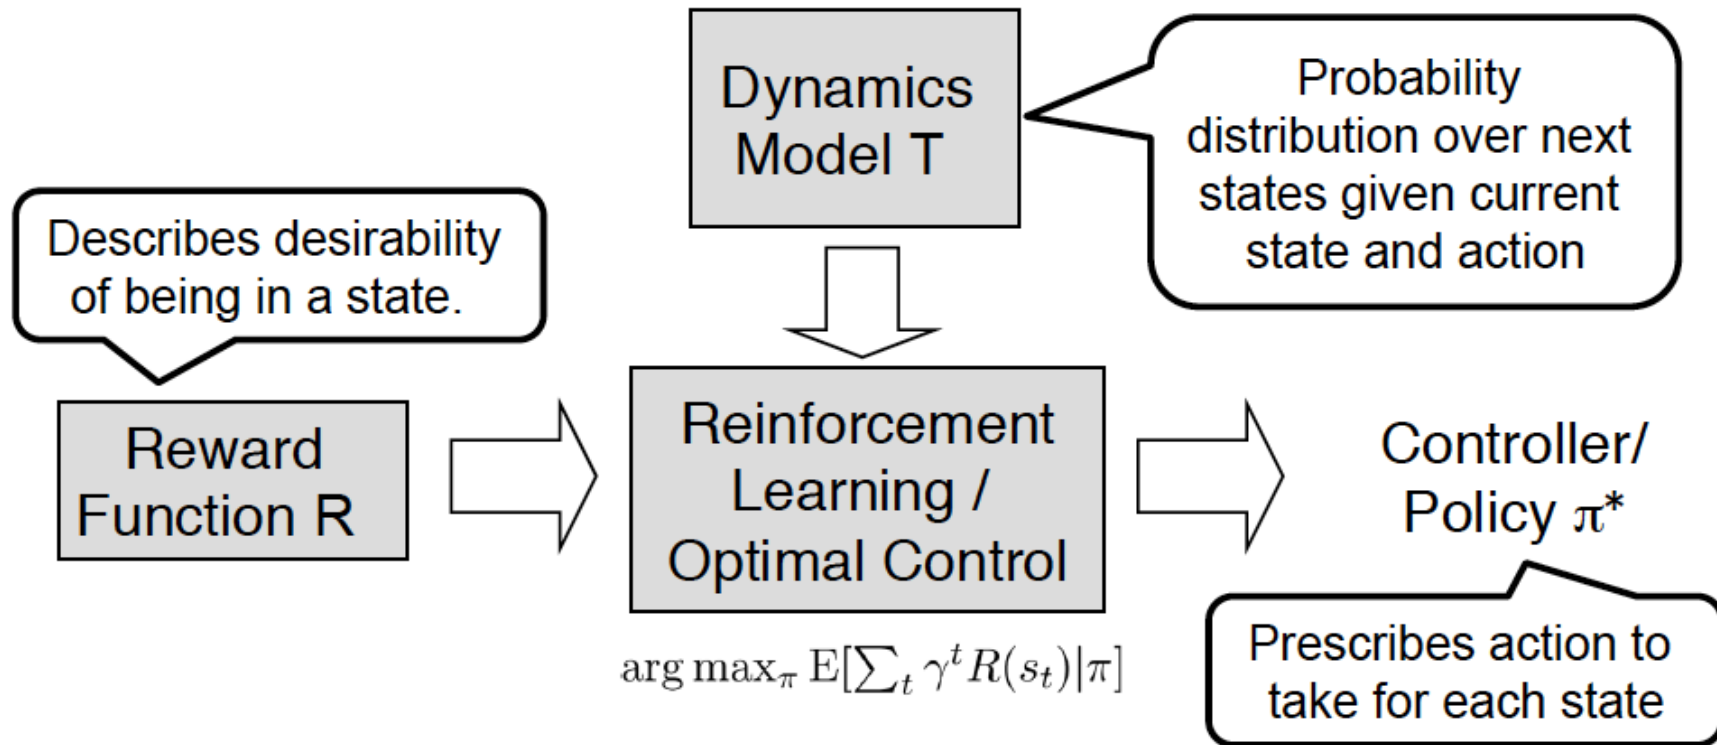 Dynamics
Model T
Probability
distribution over next
states given current
state and action
Describes desirability
of being in a state.
Reward
Function R
Reinforcement
Learning /
Optimal Control
Controller/
Policy π*
arg max_π E[∑_t γ^t R(s_t)|π]
Prescribes action to
take for each state